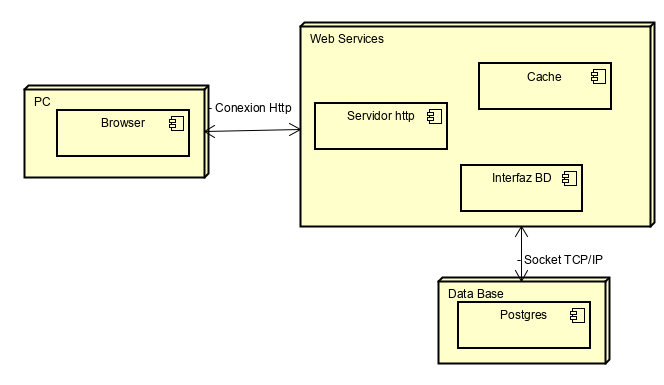 Web Services
Cache
PC
Browser
- Conexion Http
Servidor http
Interfaz BD
- Socket TCP/IP
Data Base
Postgres